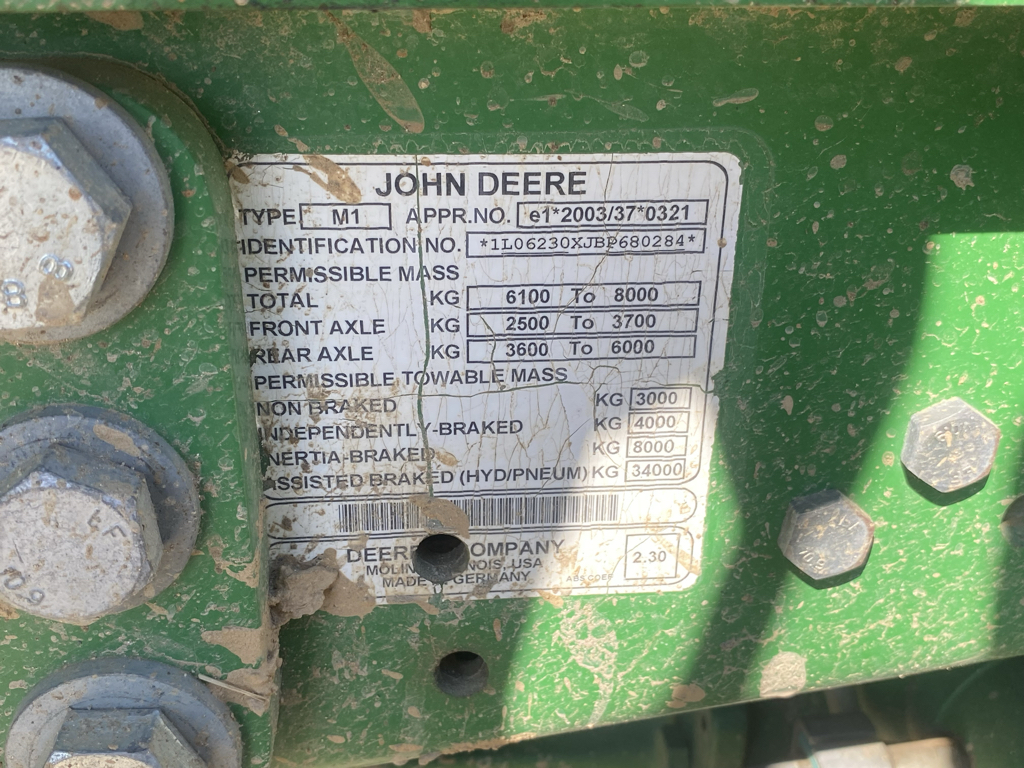 JOHN DEERE
TYPE M1 APPR.NO. e1*2003/37*0321
IDENTIFICATION NO. *1L06230XJBP680284*
PERMISSIBLE MASS
TOTAL KG 6100 To 8000
FRONT AXLE KG 2500 To 3700
REAR AXLE KG 3600 To 6000
PERMISSIBLE TOWABLE MASS
NON BRAKED KG 3000
INDEPENDENTLY-BRAKED KG 4000
INERTIA-BRAKED KG 8000
ASSISTED BRAKED (HYD/PNEUM) KG 34000
DEERE COMPANY
MOLINE ILLINOIS, USA
MADE IN GERMANY
2.30
10.9